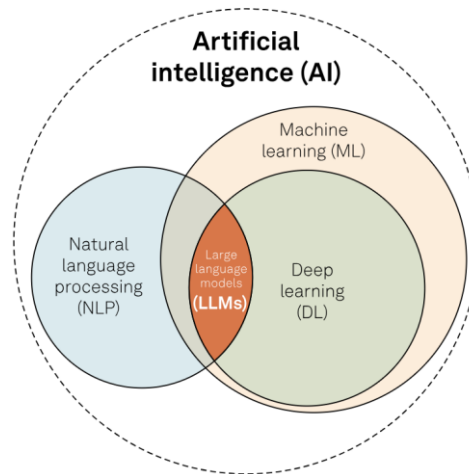 Artificial
intelligence (AI)
Machine
learning (ML)
Natural
language
processing
(NLP)
Large
language
models
(LLMs)
Deep
learning
(DL)